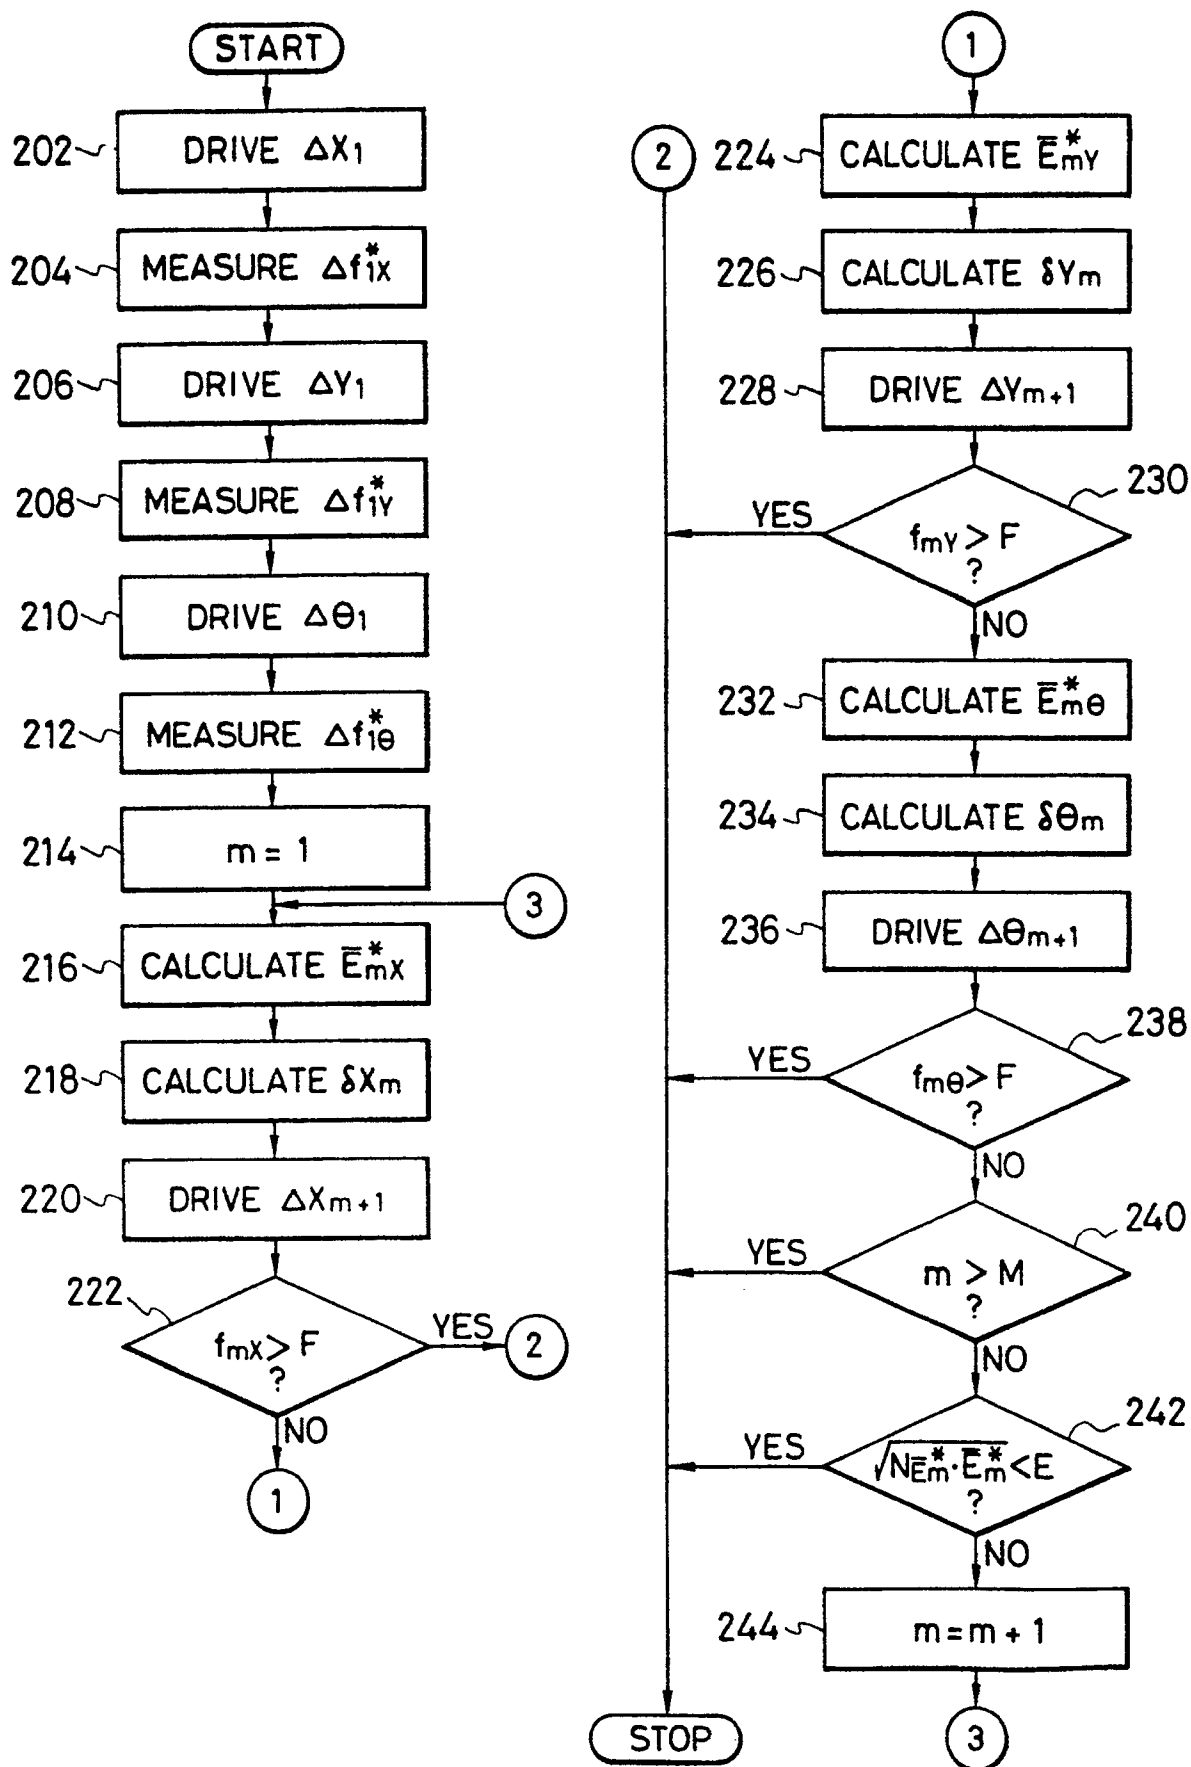 START
202 DRIVE ΔX1
204 MEASURE Δf*1X
206 DRIVE ΔY1
208 MEASURE Δf*1Y
210 DRIVE Δθ1
212 MEASURE Δf*1θ
214 m = 1
3
216 CALCULATE E̅*mX
218 CALCULATE δXm
220 DRIVE ΔXm+1
222
fmX > F
?
YES
2
NO
1
1
2
224 CALCULATE E̅*mY
226 CALCULATE δYm
228 DRIVE ΔYm+1
230
fmY > F
?
YES
NO
232 CALCULATE E̅*mθ
234 CALCULATE δθm
236 DRIVE Δθm+1
238
fmθ > F
?
YES
NO
240
m > M
?
YES
NO
242
√NE̅*m·E̅*m < E
?
YES
NO
244 m = m + 1
STOP
3